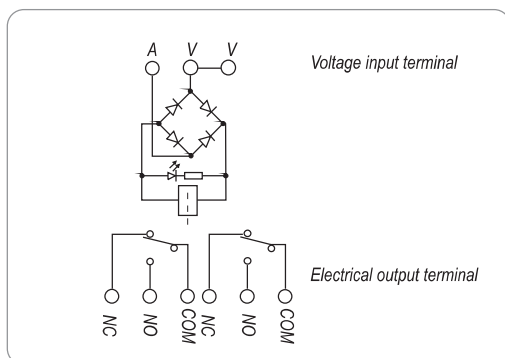 A V V
Voltage input terminal
Electrical output terminal
NC NO COM NC NO COM